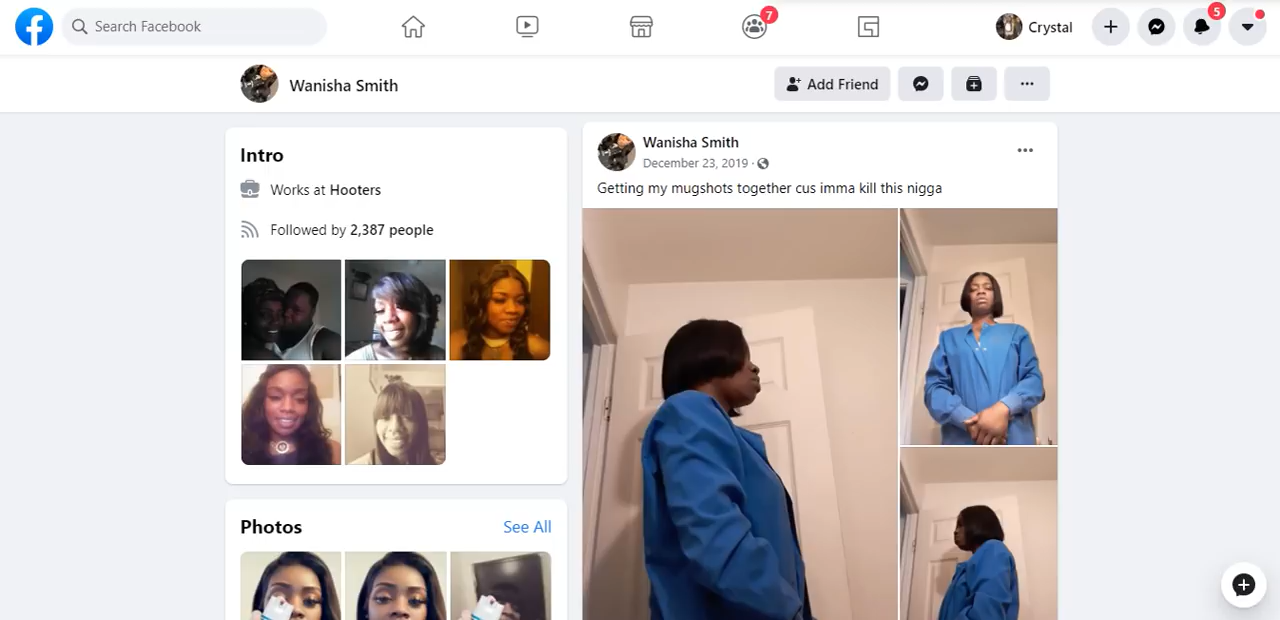 Search Facebook
7
Crystal
5
Wanisha Smith
Add Friend
Intro
Works at Hooters
Followed by 2,387 people
Photos
See All
Wanisha Smith
December 23, 2019 ·
Getting my mugshots together cus imma kill this nigga